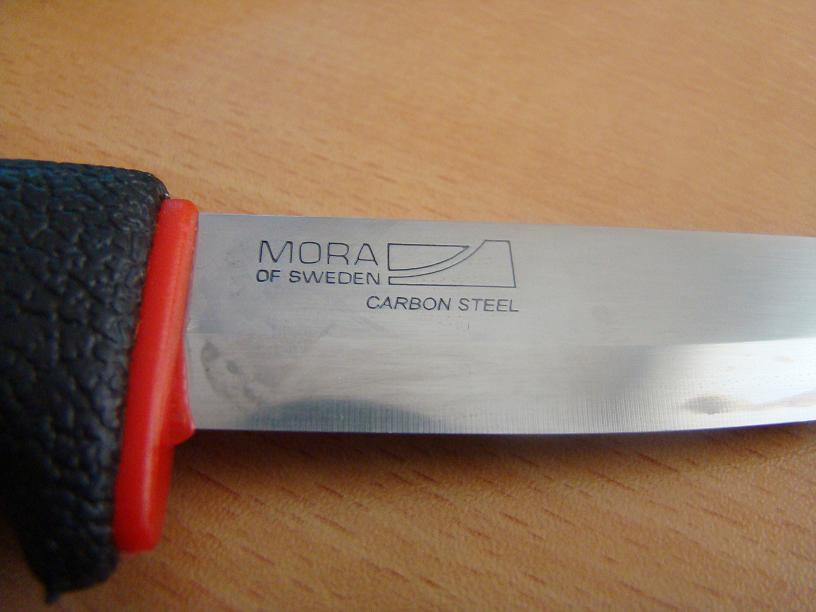 MORA
OF SWEDEN
CARBON STEEL